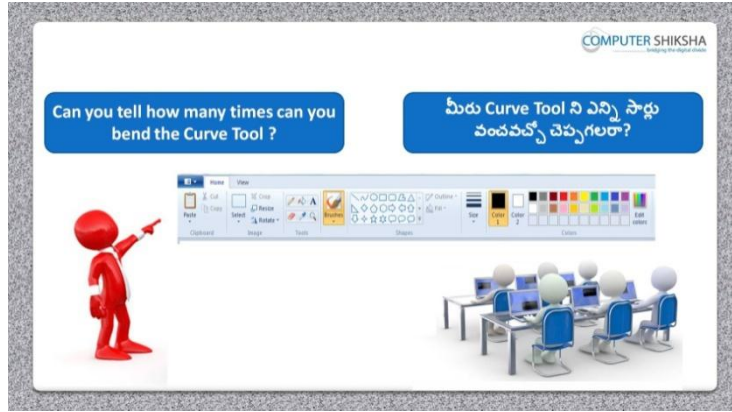 COMPUTER SHIKSHA
bridging the digital divide
Can you tell how many times can you
bend the Curve Tool ?
మీరు Curve Tool ని ఎన్ని సార్లు
వంచవచ్చో చెప్పగలరా?
Home View
Cut Crop Outline
Paste Copy Select Resize Rotate A Brushes Fill Size Color 1 Color 2 Edit colors
Clipboard Image Tools Shapes Colors